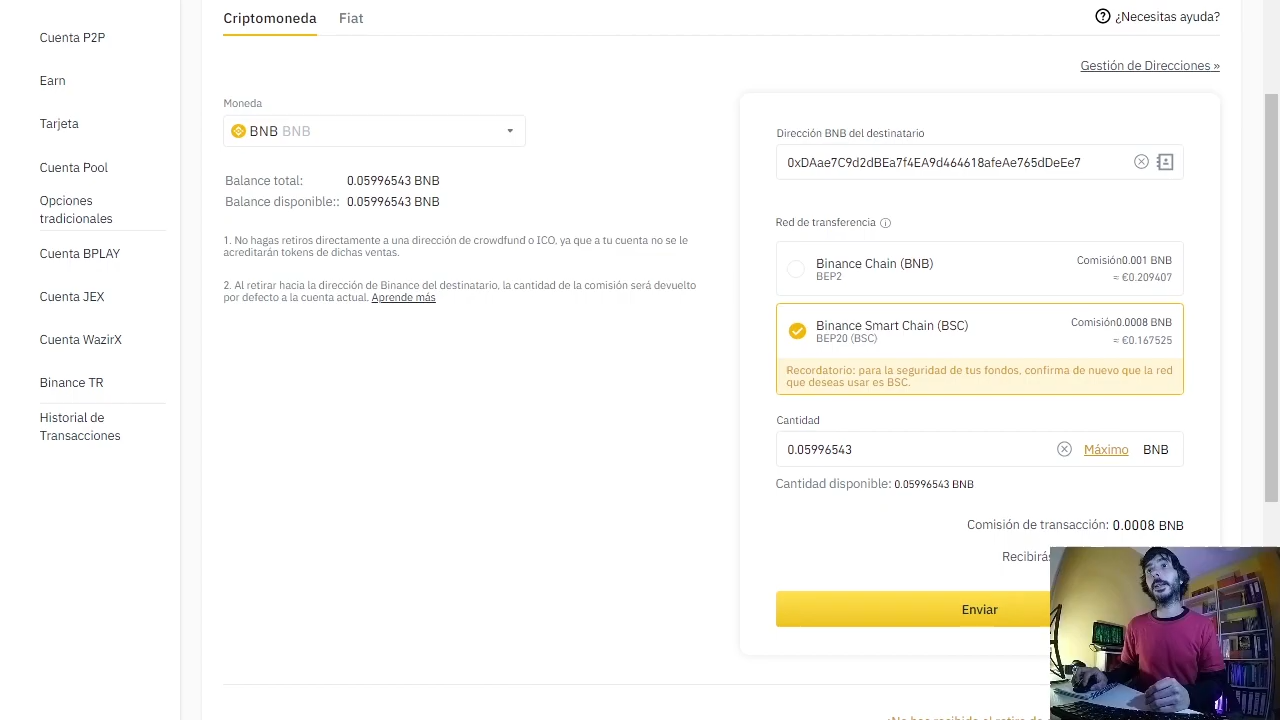 Criptomoneda
Fiat
¿Necesitas ayuda?
Cuenta P2P
Earn
Tarjeta
Cuenta Pool
Opciones
tradicionales
Cuenta BPLAY
Cuenta JEX
Cuenta WazirX
Binance TR
Historial de
Transacciones
Gestión de Direcciones »
Moneda
BNB BNB
Balance total: 0.05996543 BNB
Balance disponible:: 0.05996543 BNB
1. No hagas retiros directamente a una dirección de crowdfund o ICO, ya que a tu cuenta no se le
acreditarán tokens de dichas ventas.
2. Al retirar hacia la dirección de Binance del destinatario, la cantidad de la comisión será devuelto
por defecto a la cuenta actual. Aprende más
Dirección BNB del destinatario
0xDAae7C9d2dBEa7f4EA9d464618afeAe765dDeEe7
Red de transferencia
Binance Chain (BNB)
BEP2
Comisión0.001 BNB
≈ €0.209407
Binance Smart Chain (BSC)
BEP20 (BSC)
Comisión0.0008 BNB
≈ €0.167525
Recordatorio: para la seguridad de tus fondos, confirma de nuevo que la red
que deseas usar es BSC.
Cantidad
0.05996543
Máximo
BNB
Cantidad disponible: 0.05996543 BNB
Comisión de transacción: 0.0008 BNB
Recibirás
Enviar
¿No has recibido el retiro de